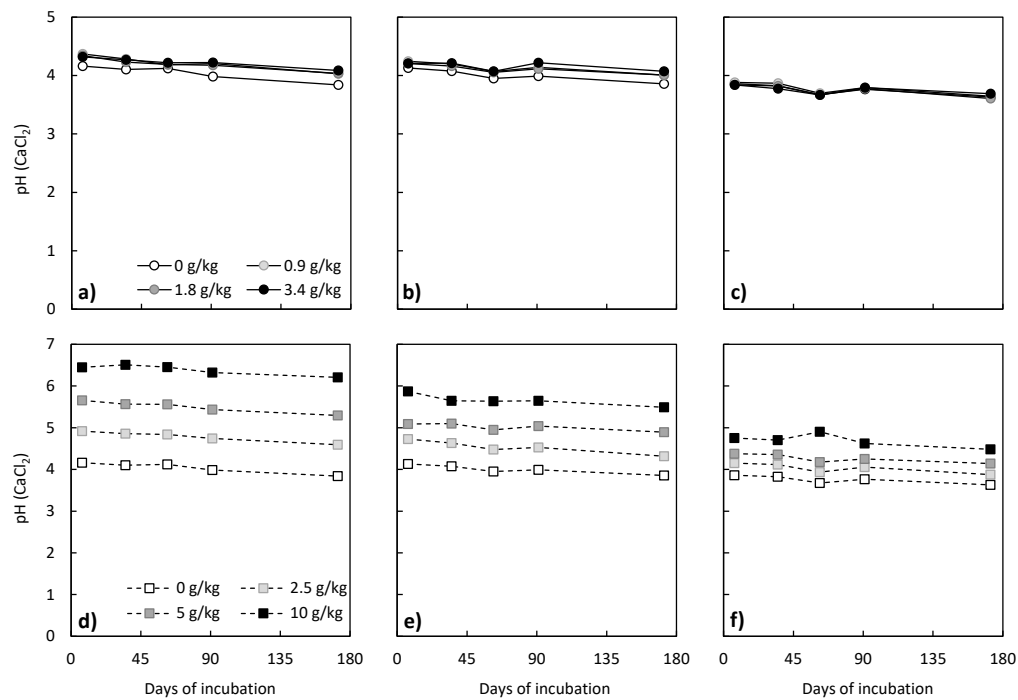 5
4
3
2
1
0
pH (CaCl₂)
0 g/kg 0.9 g/kg
1.8 g/kg 3.4 g/kg
a) b) c)
7
6
5
4
3
2
1
0
pH (CaCl₂)
0 g/kg 2.5 g/kg
5 g/kg 10 g/kg
d) e) f)
0 45 90 135 180 0 45 90 135 180 0 45 90 135 180
Days of incubation Days of incubation Days of incubation